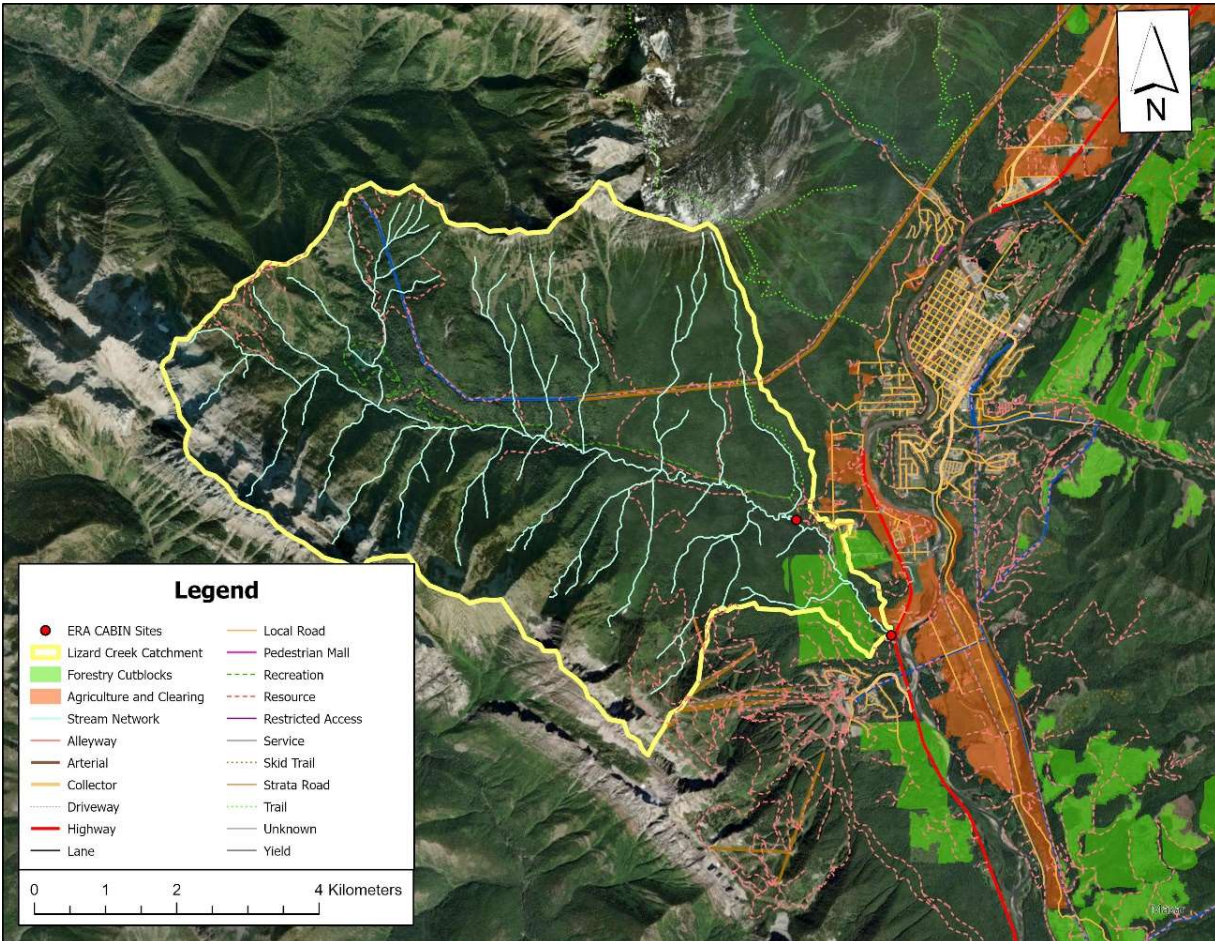 N
Legend
ERA CABIN Sites
Lizard Creek Catchment
Forestry Cutblocks
Agriculture and Clearing
Stream Network
Alleyway
Arterial
Collector
Driveway
Highway
Lane
Local Road
Pedestrian Mall
Recreation
Resource
Restricted Access
Service
Skid Trail
Strata Road
Trail
Unknown
Yield
0 1 2 4 Kilometers